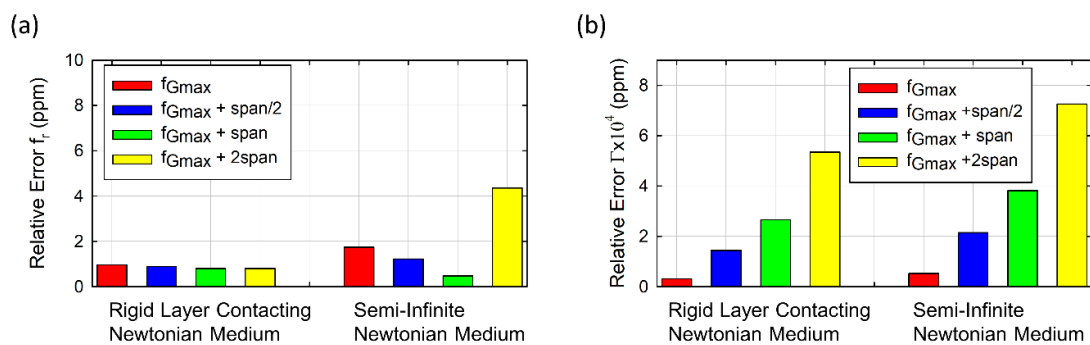 (a)
10
8
6
4
2
0
Relative Error fr (ppm)
fGmax
fGmax + span/2
fGmax + span
fGmax + 2span
Rigid Layer Contacting
Newtonian Medium
Semi-Infinite
Newtonian Medium
(b)
8
6
4
2
0
Relative Error Γx10⁴ (ppm)
fGmax
fGmax +span/2
fGmax + span
fGmax +2span
Rigid Layer Contacting
Newtonian Medium
Semi-Infinite
Newtonian Medium